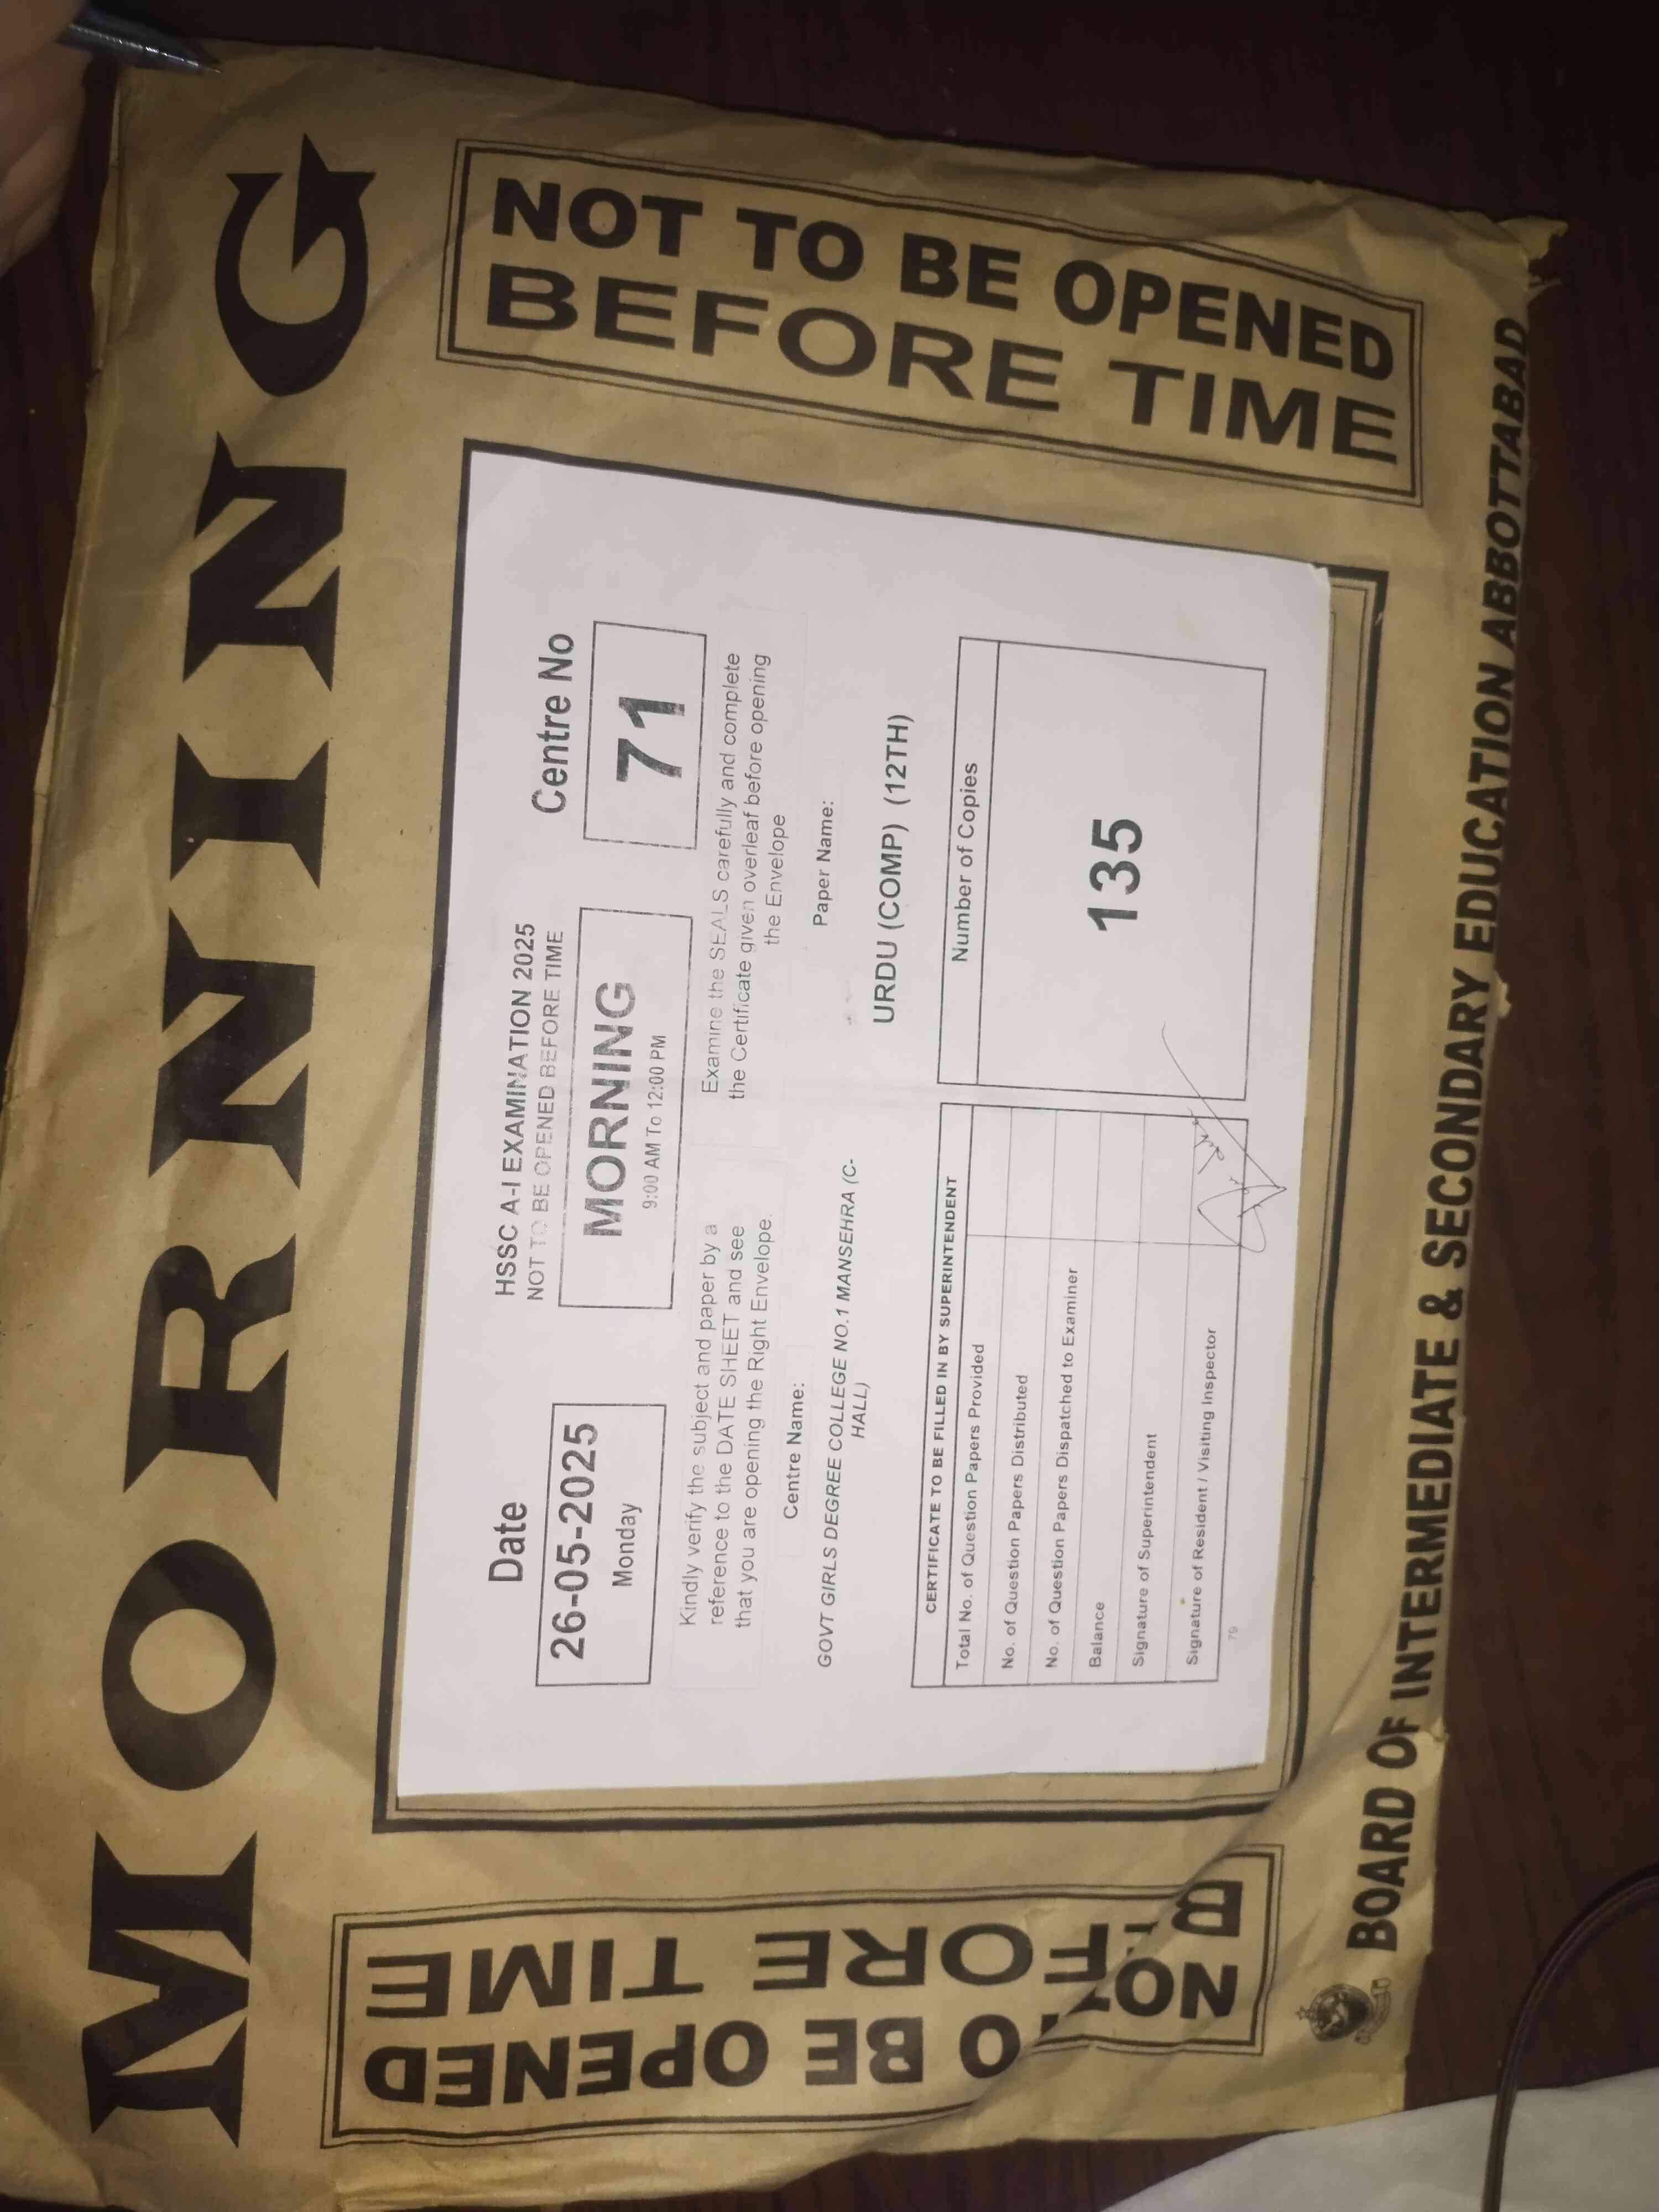 MORNING
NOT TO BE OPENED
BEFORE TIME
Date
26-05-2025
Monday
HSSC A-I EXAMINATION 2025
NOT TO BE OPENED BEFORE TIME
MORNING
9:00 AM To 12:00 PM
Centre No
71
Kindly verify the subject and paper by a
reference to the DATE SHEET and see
that you are opening the Right Envelope.
Examine the SEALS carefully and complete
the Certificate given overleaf before opening
the Envelope
Centre Name:
GOVT GIRLS DEGREE COLLEGE NO.1 MANSEHRA (C-
HALL)
Paper Name:
URDU (COMP) (12TH)
CERTIFICATE TO BE FILLED IN BY SUPERINTENDENT
Total No. of Question Papers Provided
No. of Question Papers Distributed
No. of Question Papers Dispatched to Examiner
Balance
Signature of Superintendent
Signature of Resident / Visiting Inspector
79
Number of Copies
135
NOT TO BE OPENED
BEFORE TIME
BOARD OF INTERMEDIATE & SECONDARY EDUCATION ABBOTTABAD